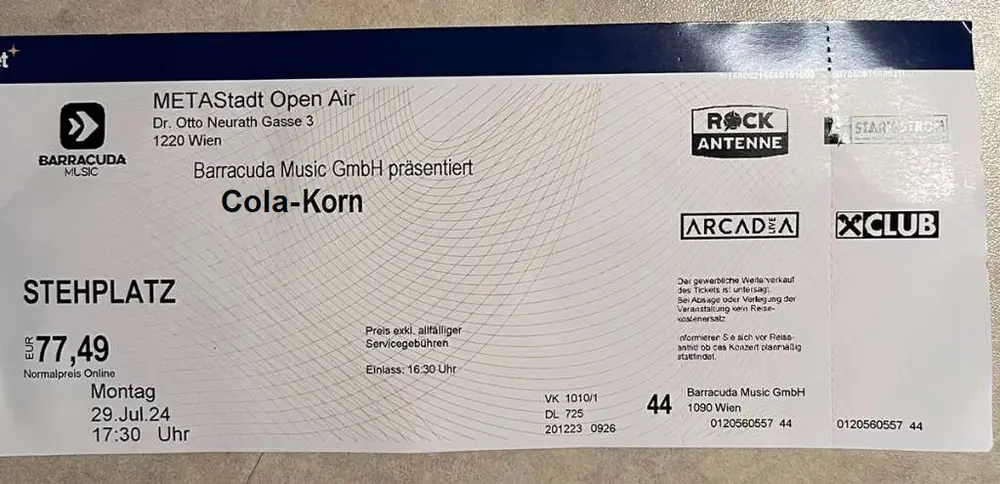 et
METAStadt Open Air
Dr. Otto Neurath Gasse 3
1220 Wien
BARRACUDA
MUSIC
Barracuda Music GmbH präsentiert
Cola-Korn
ROCK
ANTENNE
ARCADIA
LIVE
XCLUB
STEHPLATZ
EUR 77,49
Normalpreis Online
Montag
29.Jul.24
17:30 Uhr
Preis exkl. allfälliger
Servicegebühren
Einlass: 16:30 Uhr
Der gewerbliche Weiterverkauf
des Tickets ist untersagt.
Bei Absage oder Verlegung der
Veranstaltung kein Reise-
kostenersatz
Informieren Sie sich vor Reise-
antritt ob das Konzert planmäßig
stattfindet.
VK 1010/1
DL 725
201223 0926
44
Barracuda Music GmbH
1090 Wien
0120560557 44
0120560557 44